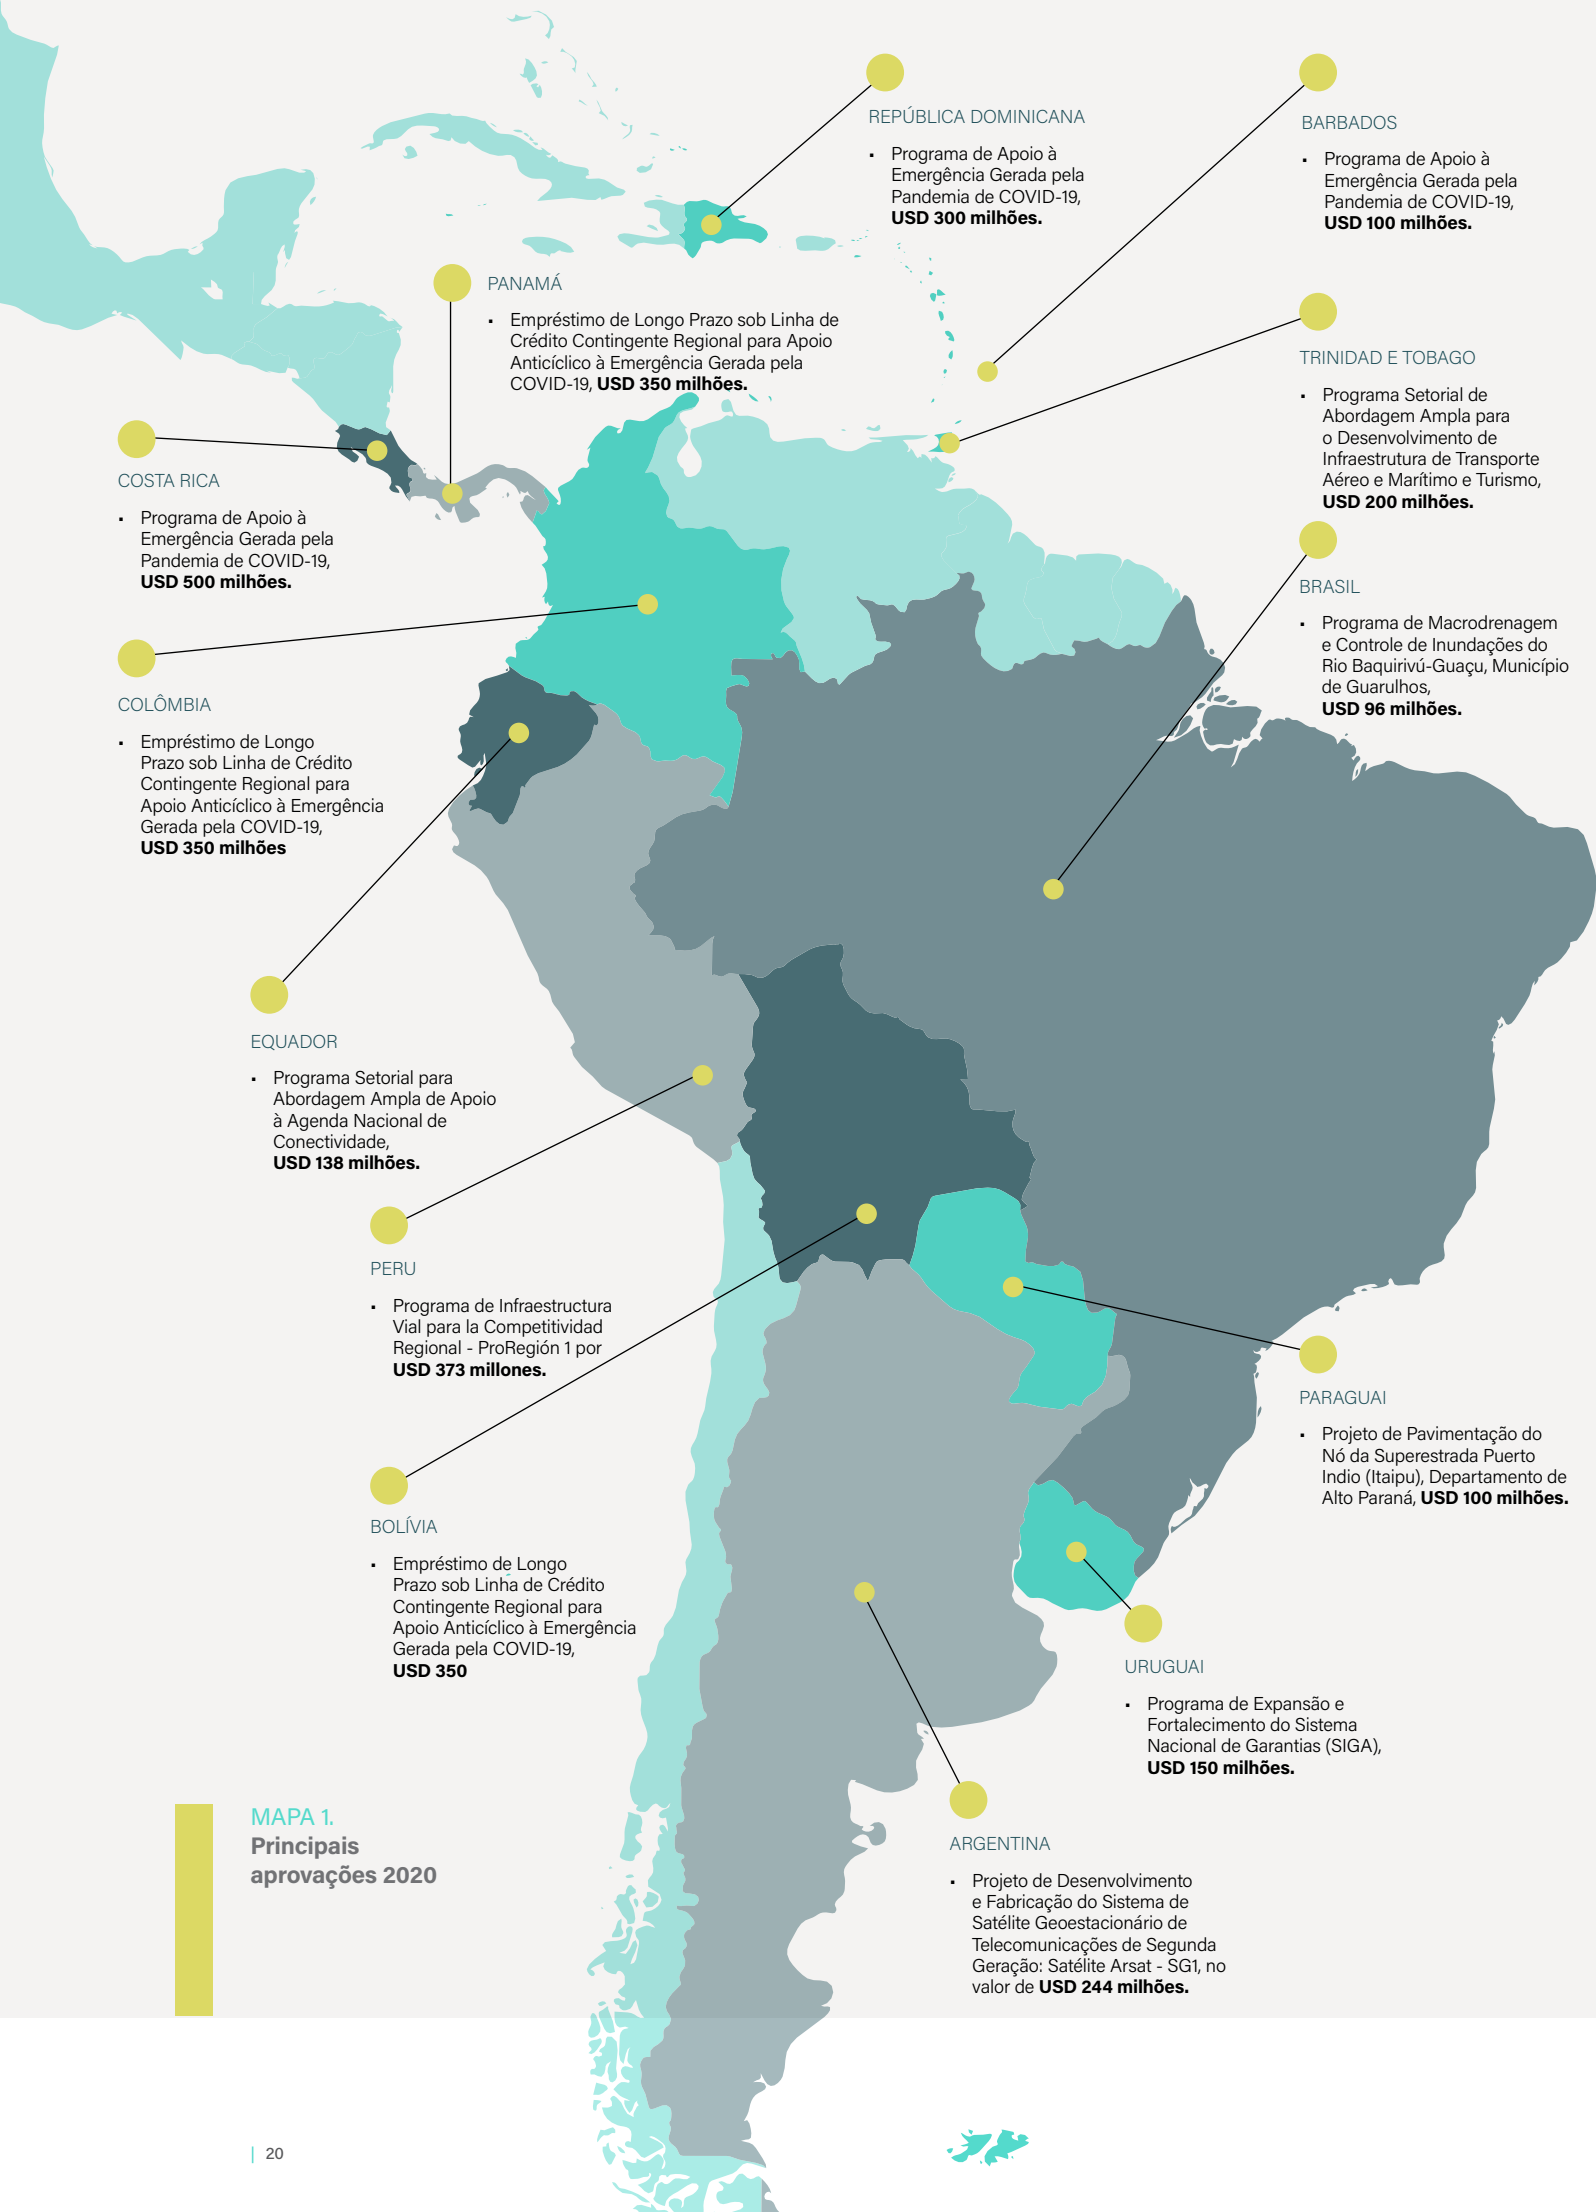 REPÚBLICA DOMINICANA
▪ Programa de Apoio à
Emergência Gerada pela
Pandemia de COVID-19,
USD 300 milhões.
BARBADOS
▪ Programa de Apoio à
Emergência Gerada pela
Pandemia de COVID-19,
USD 100 milhões.
PANAMÁ
▪ Empréstimo de Longo Prazo sob Linha de
Crédito Contingente Regional para Apoio
Anticíclico à Emergência Gerada pela
COVID-19, USD 350 milhões.
TRINIDAD E TOBAGO
▪ Programa Setorial de
Abordagem Ampla para
o Desenvolvimento de
Infraestrutura de Transporte
Aéreo e Marítimo e Turismo,
USD 200 milhões.
COSTA RICA
▪ Programa de Apoio à
Emergência Gerada pela
Pandemia de COVID-19,
USD 500 milhões.
BRASIL
▪ Programa de Macrodrenagem
e Controle de Inundações do
Rio Baquirivú-Guaçu, Município
de Guarulhos,
USD 96 milhões.
COLÔMBIA
▪ Empréstimo de Longo
Prazo sob Linha de Crédito
Contingente Regional para
Apoio Anticíclico à Emergência
Gerada pela COVID-19,
USD 350 milhões
EQUADOR
▪ Programa Setorial para
Abordagem Ampla de Apoio
à Agenda Nacional de
Conectividade,
USD 138 milhões.
PERU
▪ Programa de Infraestructura
Vial para la Competitividad
Regional - ProRegión 1 por
USD 373 millones.
PARAGUAI
▪ Projeto de Pavimentação do
Nó da Superestrada Puerto
Indio (Itaipu), Departamento de
Alto Paraná, USD 100 milhões.
BOLÍVIA
▪ Empréstimo de Longo
Prazo sob Linha de Crédito
Contingente Regional para
Apoio Anticíclico à Emergência
Gerada pela COVID-19,
USD 350
URUGUAI
▪ Programa de Expansão e
Fortalecimento do Sistema
Nacional de Garantias (SIGA),
USD 150 milhões.
ARGENTINA
▪ Projeto de Desenvolvimento
e Fabricação do Sistema de
Satélite Geoestacionário de
Telecomunicações de Segunda
Geração: Satélite Arsat - SG1, no
valor de USD 244 milhões.
MAPA 1.
Principais
aprovações 2020
| 20